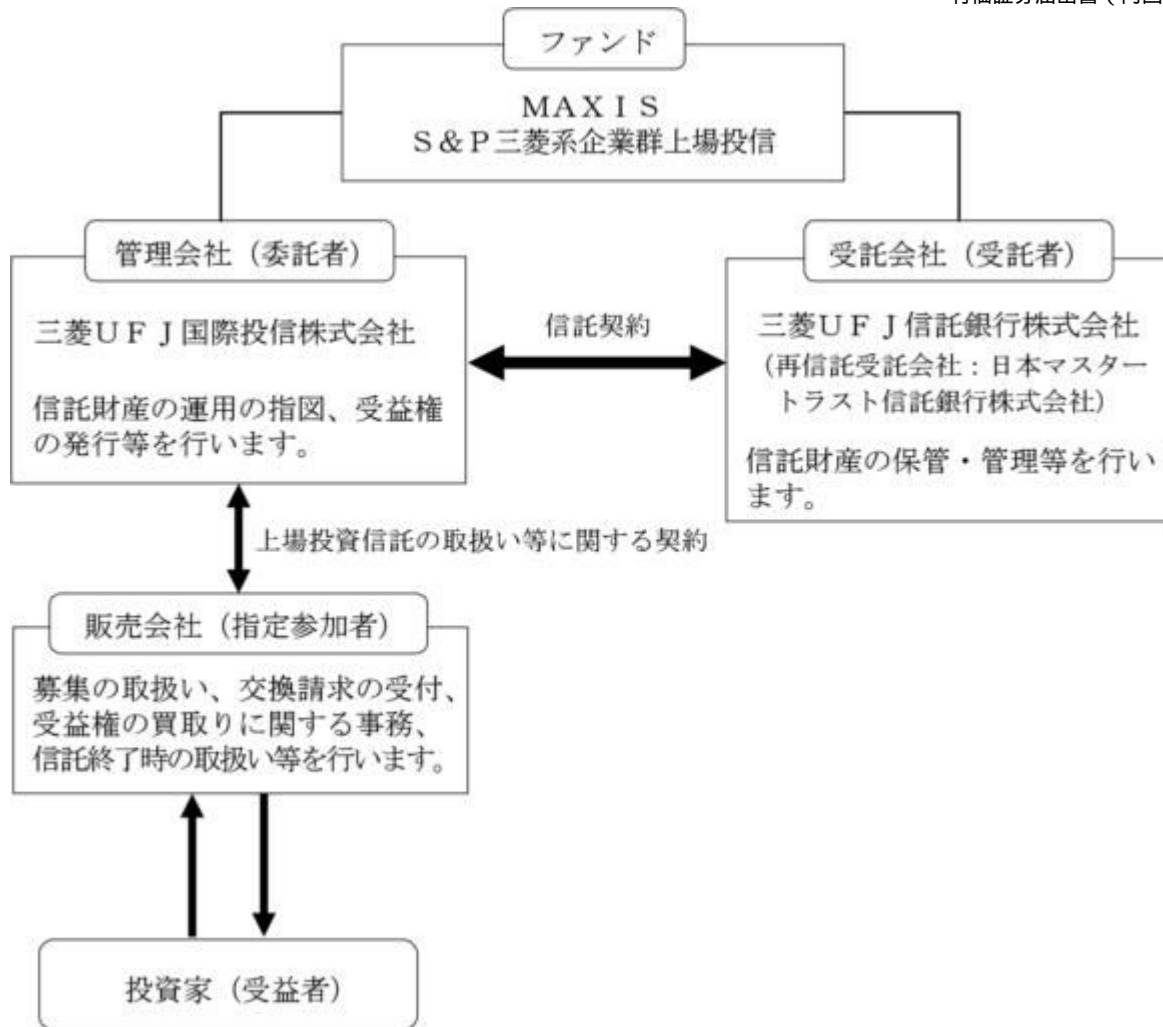 ファンド
ＭＡＸＩＳ
Ｓ＆Ｐ三菱系企業群上場投信
管理会社（委託者）
三菱ＵＦＪ国際投信株式会社
信託財産の運用の指図、受益権
の発行等を行います。
信託契約
受託会社（受託者）
三菱ＵＦＪ信託銀行株式会社
（再信託受託会社：日本マスター
トラスト信託銀行株式会社）
信託財産の保管・管理等を行い
ます。
上場投資信託の取扱い等に関する契約
販売会社（指定参加者）
募集の取扱い、交換請求の受付、
受益権の買取りに関する事務、
信託終了時の取扱い等を行います。
投資家（受益者）